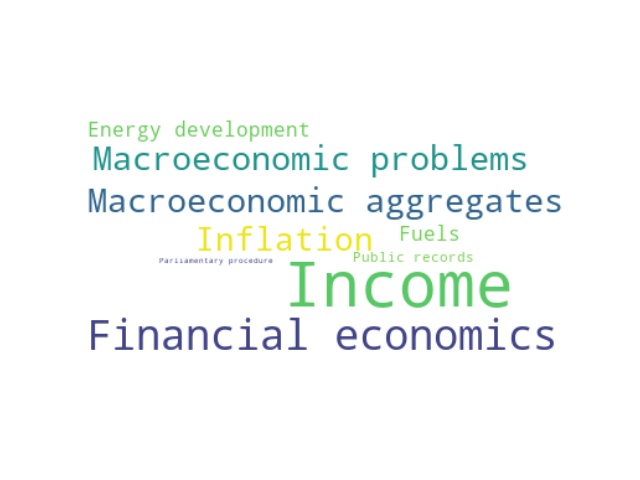 Energy development
Macroeconomic problems
Macroeconomic aggregates
Inflation
Fuels
Public records
Parliamentary procedure
Income
Financial economics